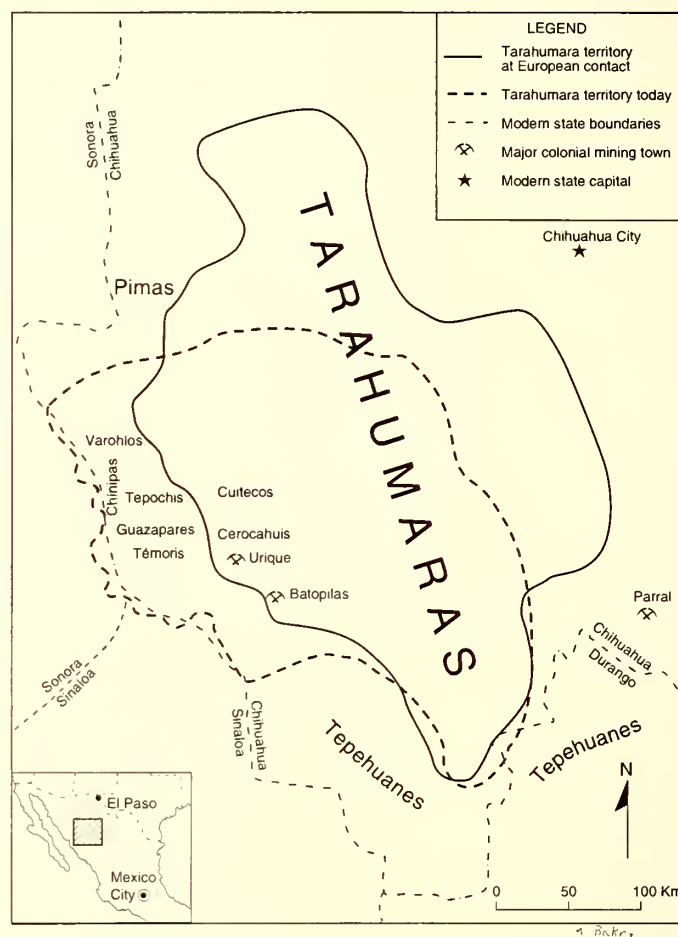 LEGEND
Tarahumara territory
at European contact
Tarahumara territory today
Modern state boundaries
Major colonial mining town
Modern state capital
Sonora
Chihuahua
Chihuahua City
Pimas
TARAHUMARAS
Varohíos
Chínipas
Tepochis
Cuitecos
Guazapares
Cerocahuis
Témoris
Urique
Batopilas
Parral
Chihuahua
Durango
Sonora
Sinaloa
Chihuahua
Sinaloa
Tepehuanes
Tepehuanes
N
El Paso
Mexico
City
0 50 100 Km